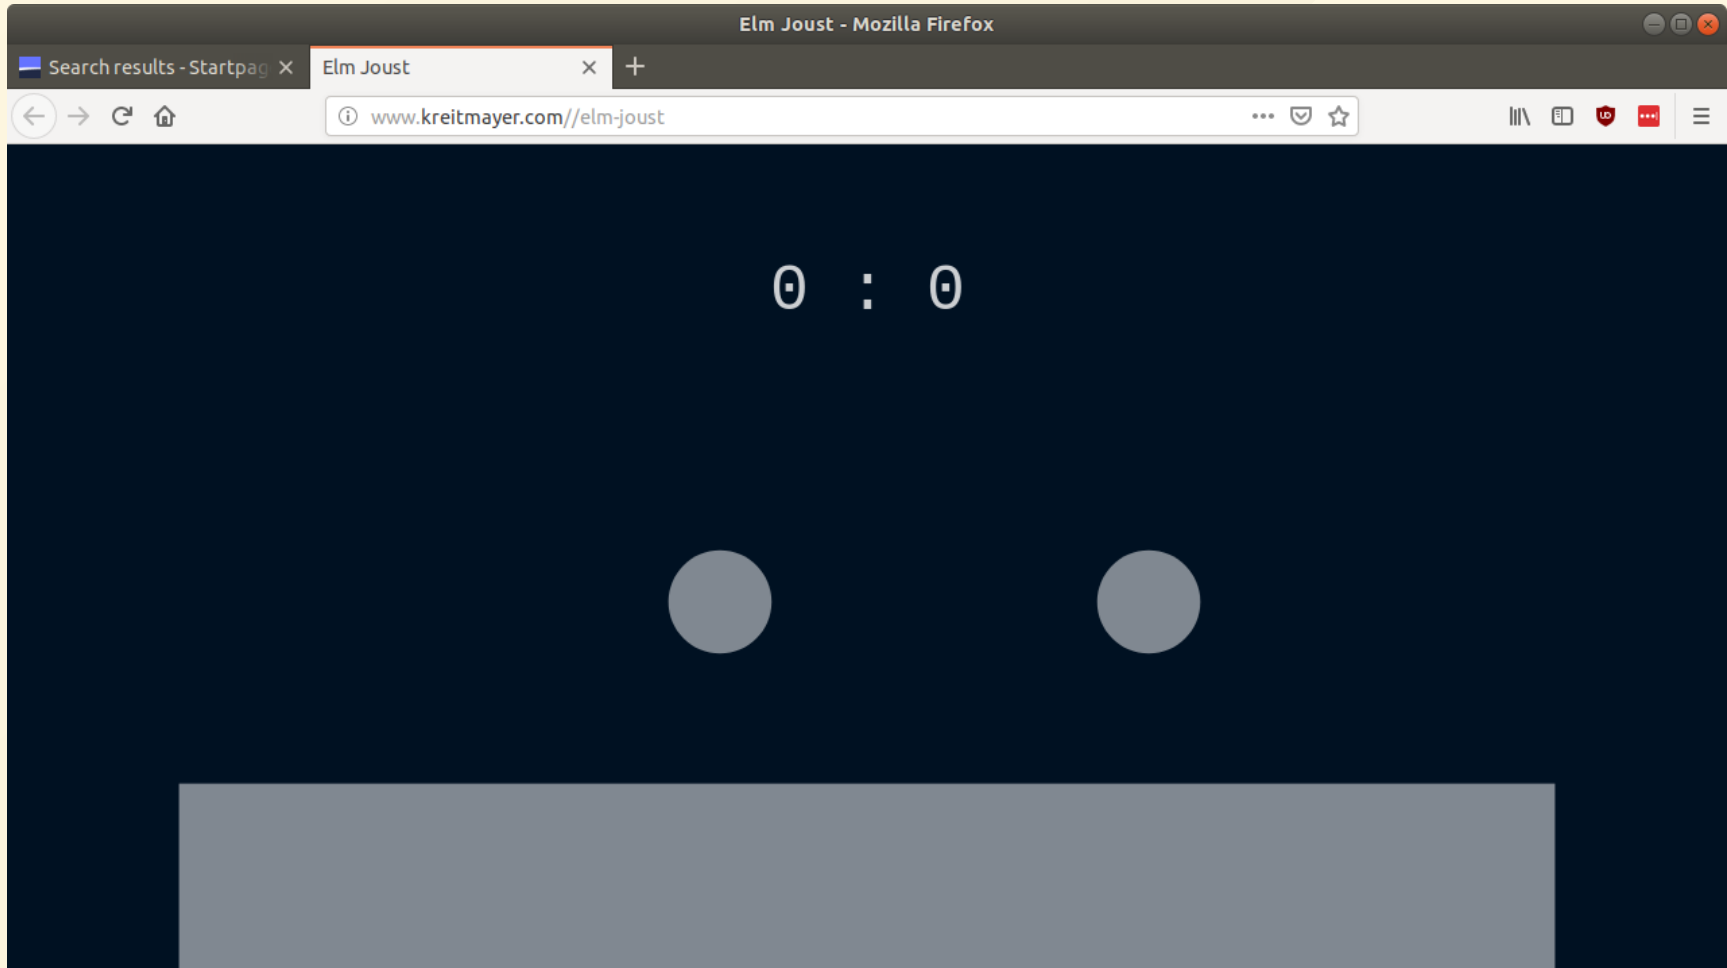 Elm Joust - Mozilla Firefox
Search results - Startpag
Elm Joust
www.kreitmayer.com//elm-joust
0 : 0